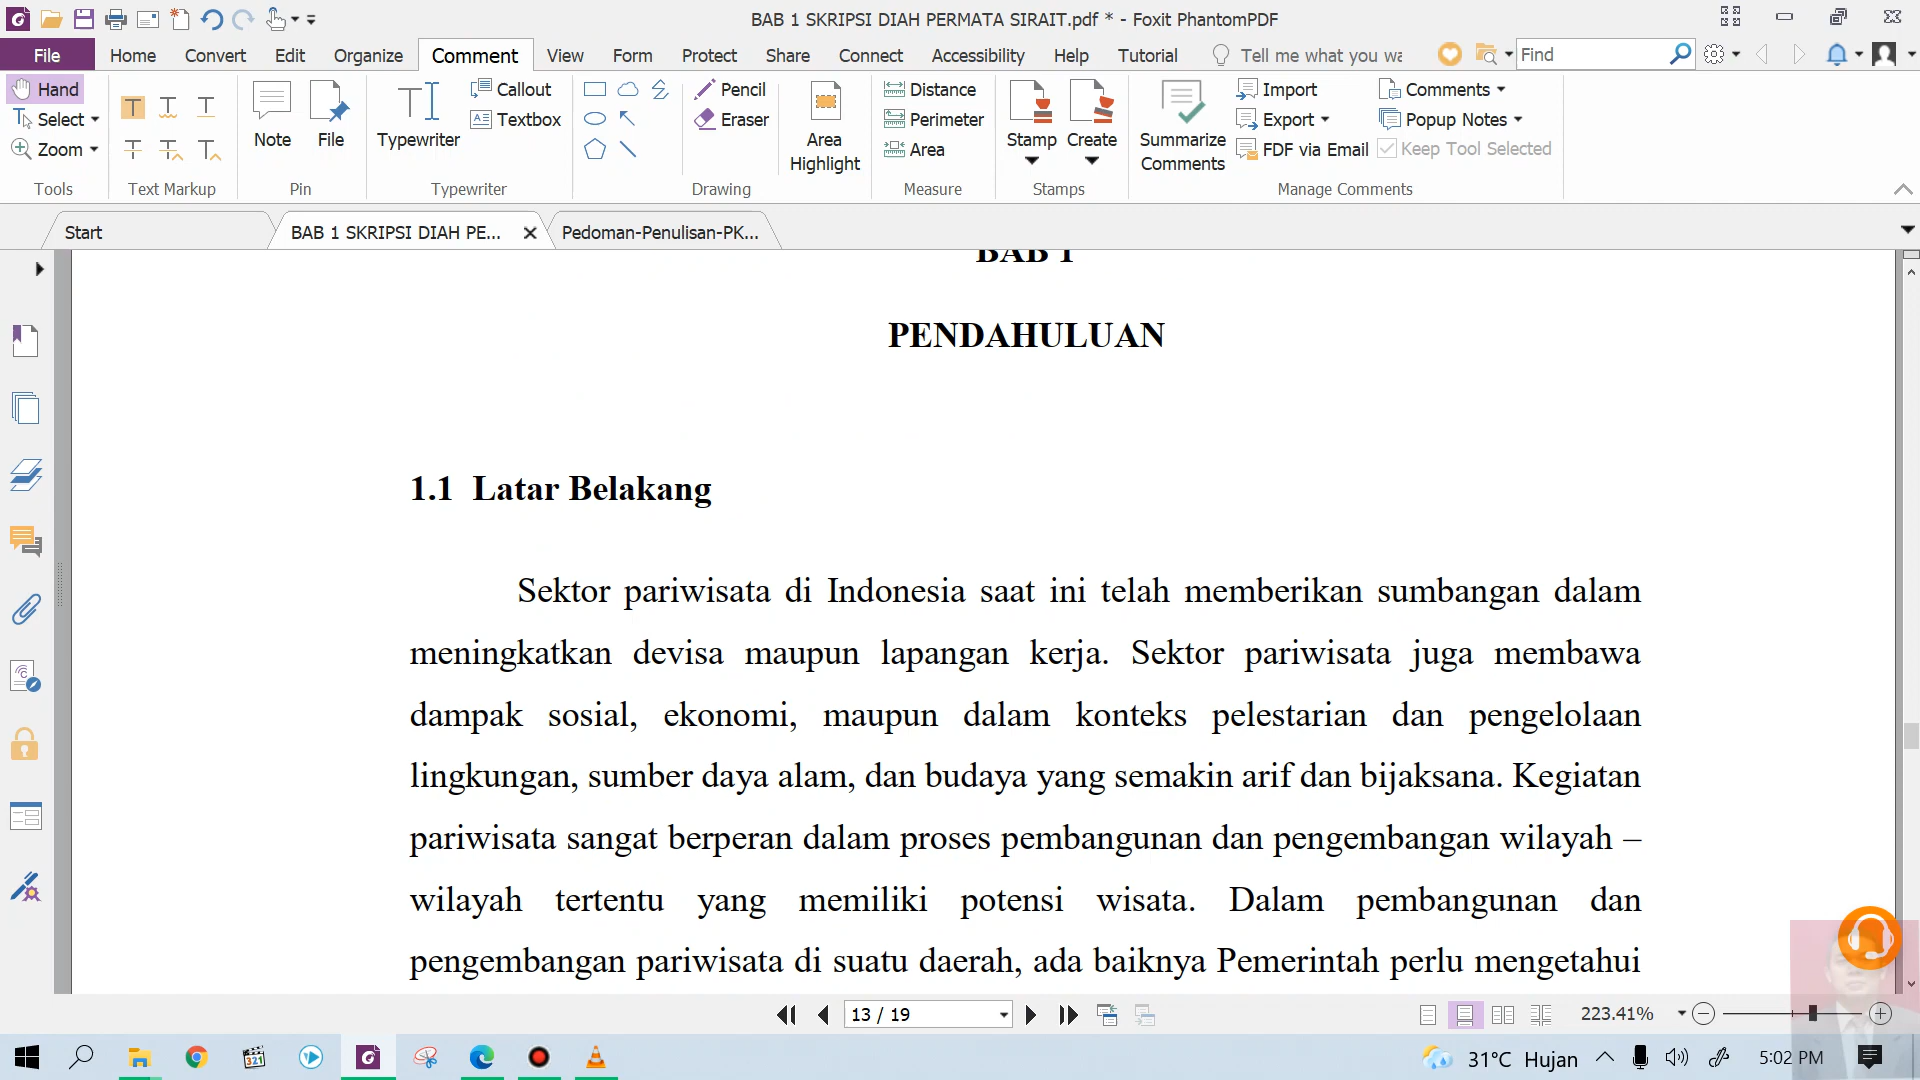 BAB 1 SKRIPSI DIAH PERMATA SIRAIT.pdf * - Foxit PhantomPDF
File Home Convert Edit Organize Comment View Form Protect Share Connect Accessibility Help Tutorial Tell me what you wa Find
Hand
Select
Zoom
Tools
Text Markup
Note
File
Pin
Typewriter
Callout
Textbox
Typewriter
Pencil
Eraser
Drawing
Area
Highlight
Distance
Perimeter
Area
Measure
Stamp
Create
Stamps
Summarize
Comments
Import
Export
FDF via Email
Comments
Popup Notes
Keep Tool Selected
Manage Comments
Start
BAB 1 SKRIPSI DIAH PE...
Pedoman-Penulisan-PK...
BAB 1
PENDAHULUAN
1.1 Latar Belakang
Sektor pariwisata di Indonesia saat ini telah memberikan sumbangan dalam
meningkatkan devisa maupun lapangan kerja. Sektor pariwisata juga membawa
dampak sosial, ekonomi, maupun dalam konteks pelestarian dan pengelolaan
lingkungan, sumber daya alam, dan budaya yang semakin arif dan bijaksana. Kegiatan
pariwisata sangat berperan dalam proses pembangunan dan pengembangan wilayah –
wilayah tertentu yang memiliki potensi wisata. Dalam pembangunan dan
pengembangan pariwisata di suatu daerah, ada baiknya Pemerintah perlu mengetahui
13 / 19
223.41%
321
31°C Hujan
5:02 PM